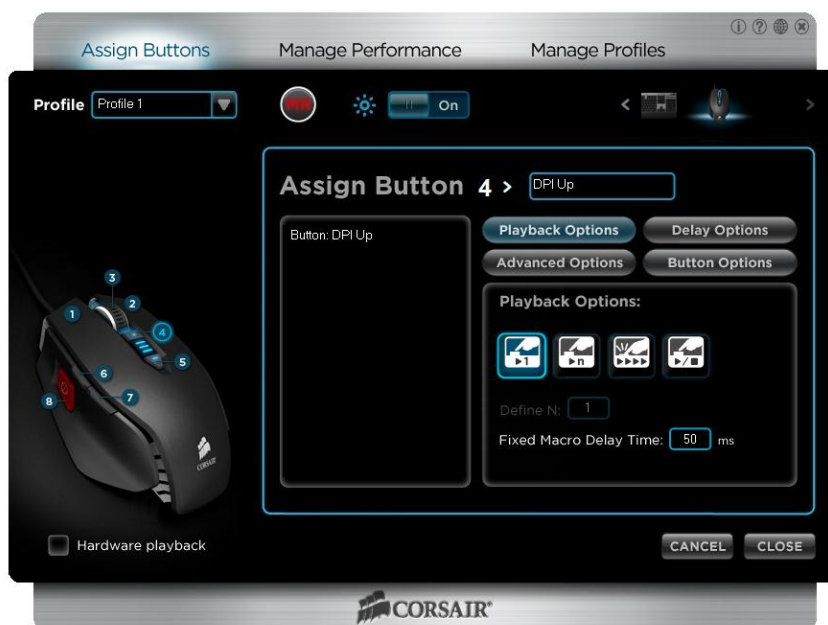 Assign Buttons
Manage Performance
Manage Profiles
Profile
Profile 1
MR
On
Assign Button 4 >
DPI Up
Button: DPI Up
Playback Options
Delay Options
Advanced Options
Button Options
Playback Options:
1
n
Define N: 1
Fixed Macro Delay Time: 50 ms
1
2
3
4
5
6
7
8
CORSAIR
Hardware playback
CANCEL
CLOSE
CORSAIR